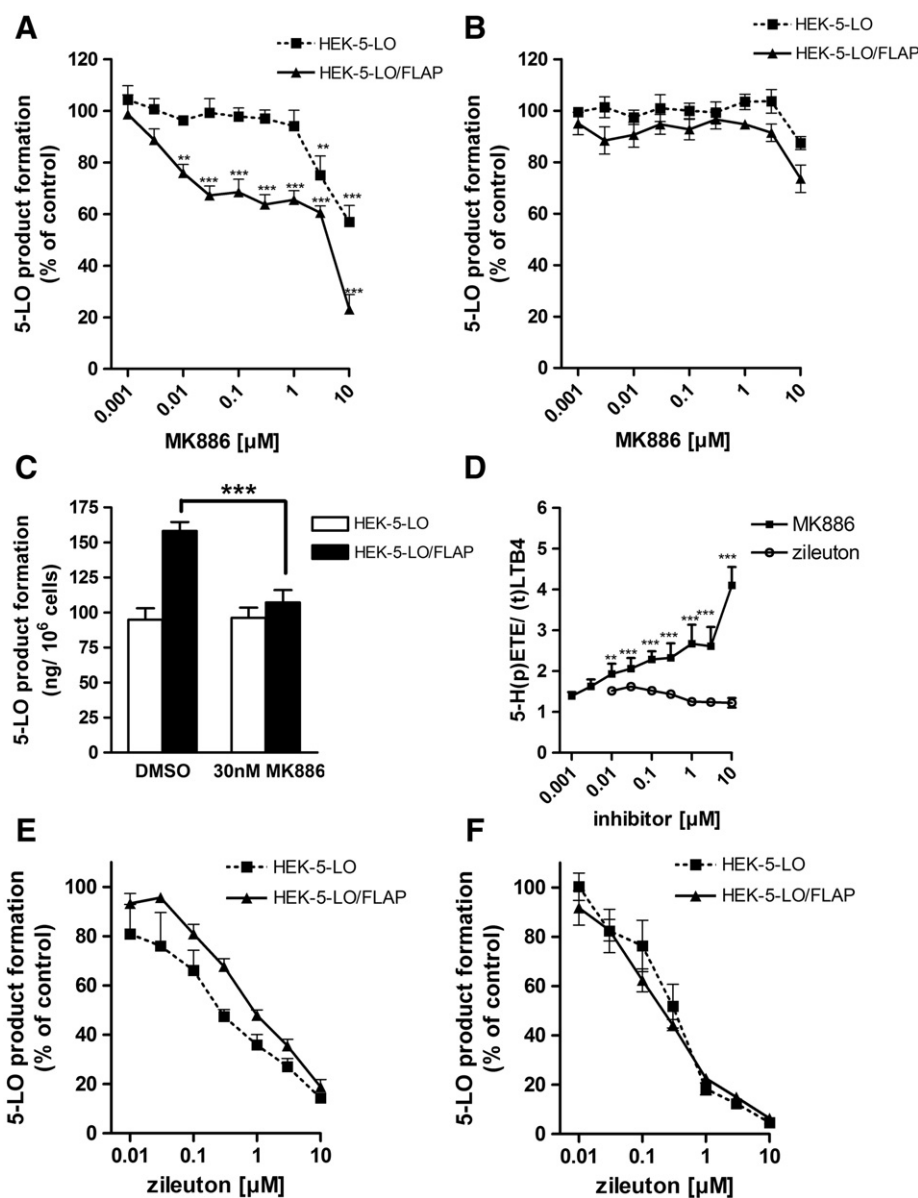 A
HEK-5-LO
HEK-5-LO/FLAP
5-LO product formation
(% of control)
120
100
80
60
40
20
0
**
***
***
***
***
***
**
***
***
0.001
0.01
0.1
1
10
MK886 [µM]
B
HEK-5-LO
HEK-5-LO/FLAP
5-LO product formation
(% of control)
120
100
80
60
40
20
0
0.001
0.01
0.1
1
10
MK886 [µM]
C
***
HEK-5-LO
HEK-5-LO/FLAP
5-LO product formation
(ng/ 10⁶ cells)
175
150
125
100
75
50
25
0
DMSO
30nM MK886
D
MK886
zileuton
5-H(p)ETE/ (t)LTB4
6
5
4
3
2
1
0
**
***
***
***
***
***
***
0.001
0.01
0.1
1
10
inhibitor [µM]
E
HEK-5-LO
HEK-5-LO/FLAP
5-LO product formation
(% of control)
100
80
60
40
20
0
0.01
0.1
1
10
zileuton [µM]
F
HEK-5-LO
HEK-5-LO/FLAP
5-LO product formation
(% of control)
100
80
60
40
20
0
0.01
0.1
1
10
zileuton [µM]